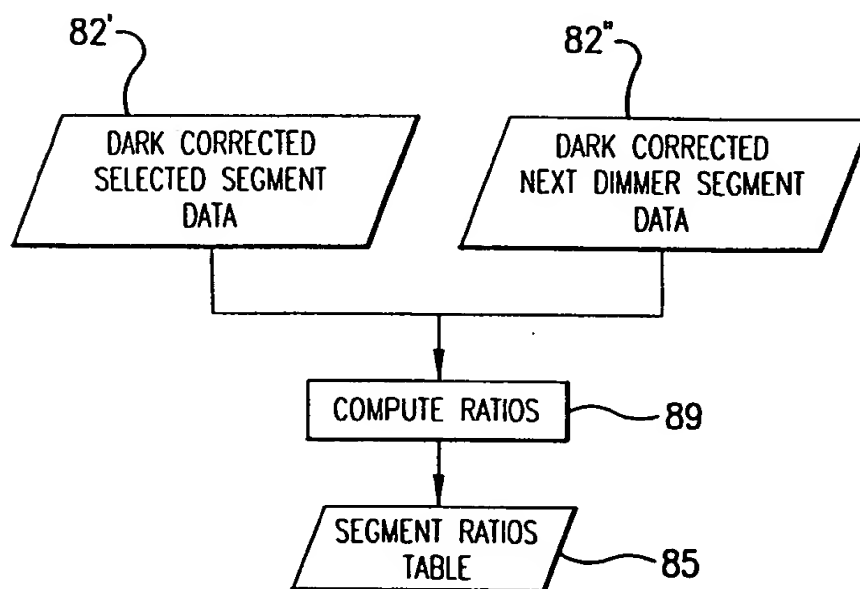 82'
82"
DARK CORRECTED
SELECTED SEGMENT
DATA
DARK CORRECTED
NEXT DIMMER SEGMENT
DATA
COMPUTE RATIOS
89
SEGMENT RATIOS
TABLE
85